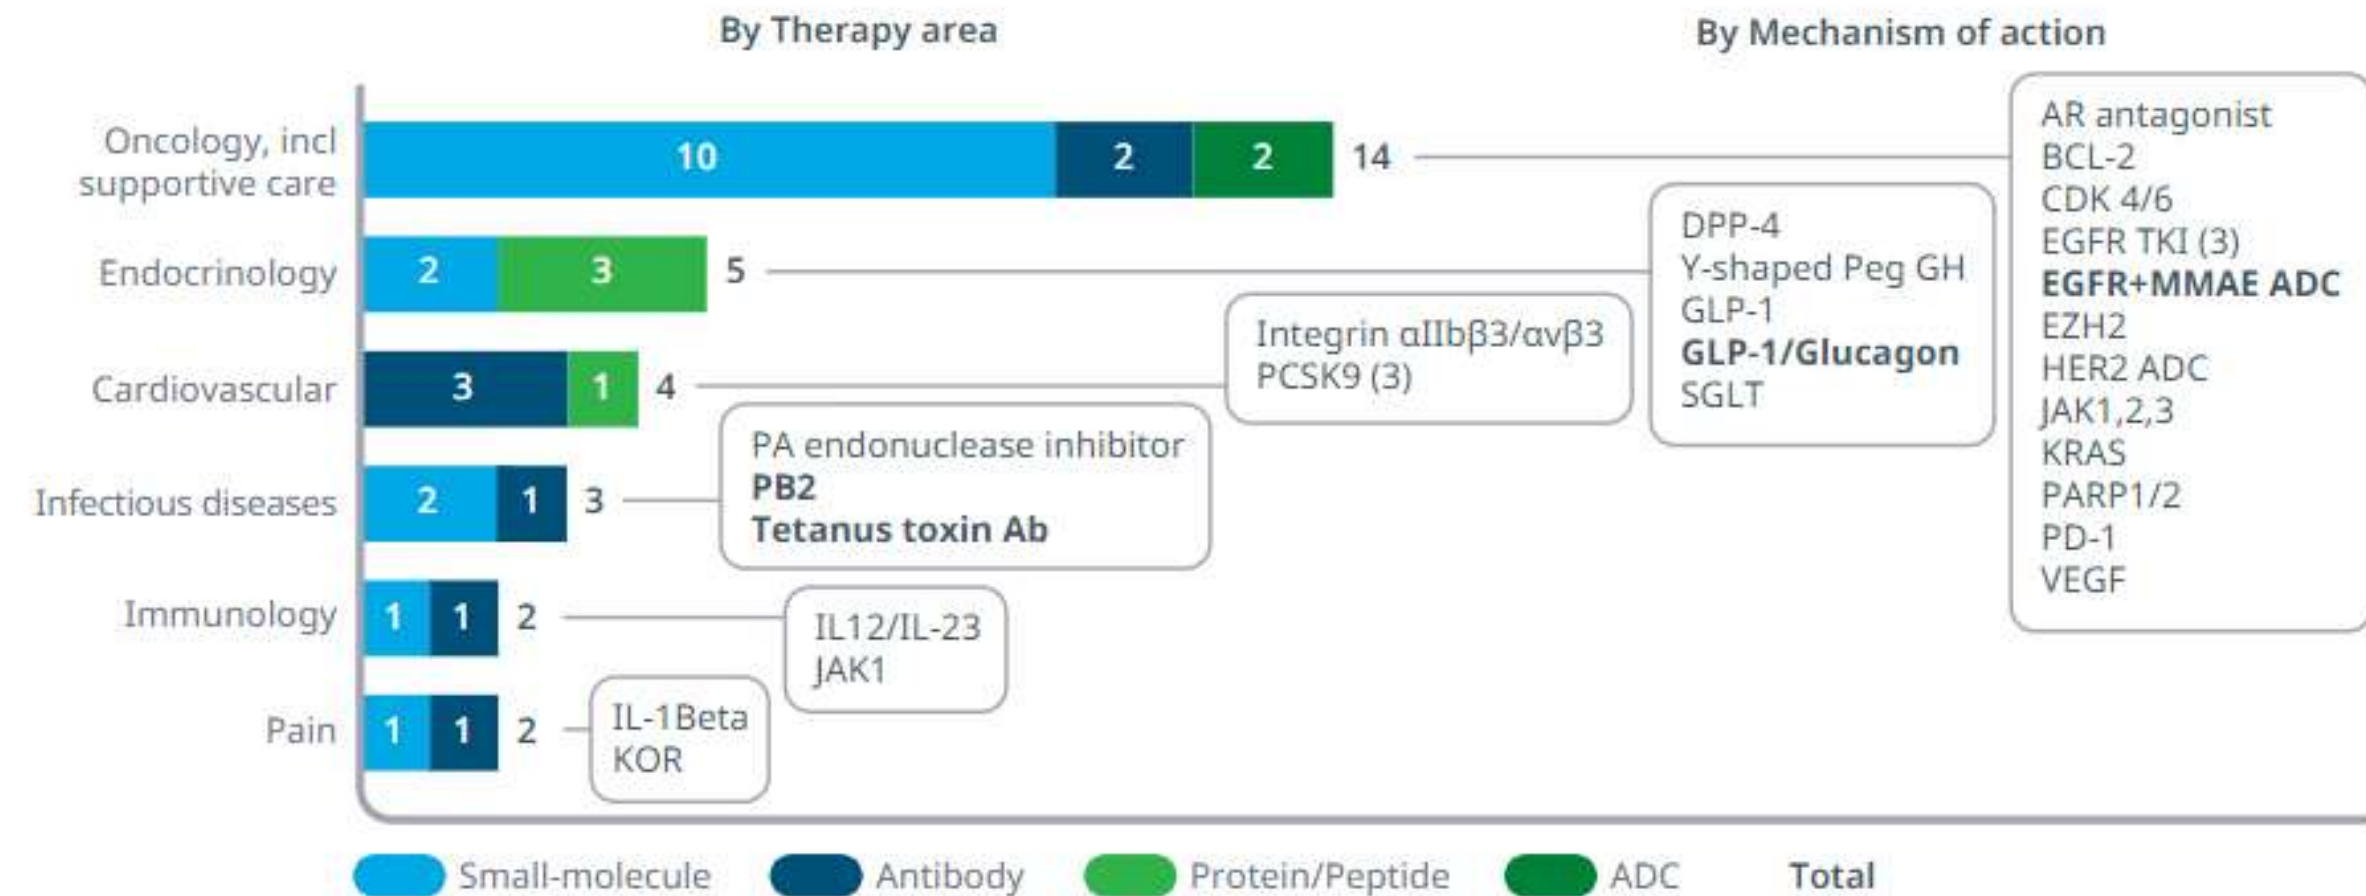 By Therapy area
By Mechanism of action
Oncology, incl
supportive care
10
2
2
14
AR antagonist
BCL-2
CDK 4/6
EGFR TKI (3)
EGFR+MMAE ADC
EZH2
HER2 ADC
JAK1,2,3
KRAS
PARP1/2
PD-1
VEGF
Endocrinology
2
3
5
DPP-4
Y-shaped Peg GH
GLP-1
GLP-1/Glucagon
SGLT
Cardiovascular
3
1
4
Integrin αIIbβ3/αvβ3
PCSK9 (3)
Infectious diseases
2
1
3
PA endonuclease inhibitor
PB2
Tetanus toxin Ab
Immunology
1
1
2
IL12/IL-23
JAK1
Pain
1
1
2
IL-1Beta
KOR
Small-molecule
Antibody
Protein/Peptide
ADC
Total